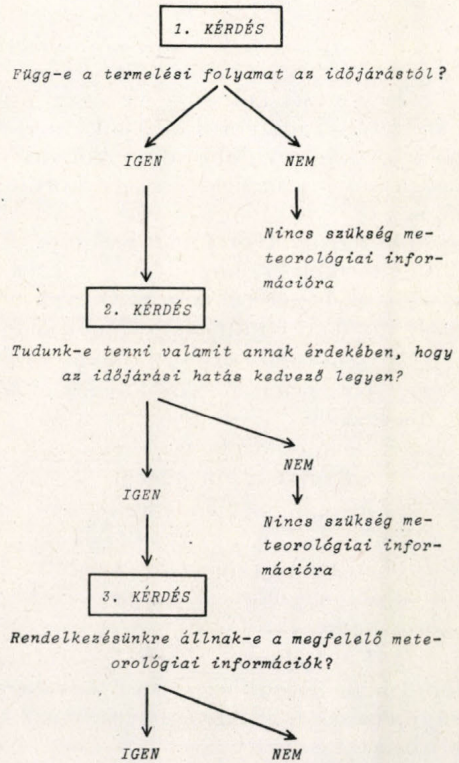 1. KÉRDÉS
Függ-e a termelési folyamat az időjárástól?
IGEN NEM
Nincs szükség me-
teorológiai infor-
mációra
2. KÉRDÉS
Tudunk-e tenni valamit annak érdekében, hogy
az időjárási hatás kedvező legyen?
NEM
IGEN
Nincs szükség me-
teorológiai infor-
mációra
3. KÉRDÉS
Rendelkezésünkre állnak-e a megfelelő mete-
orológiai információk?
IGEN NEM